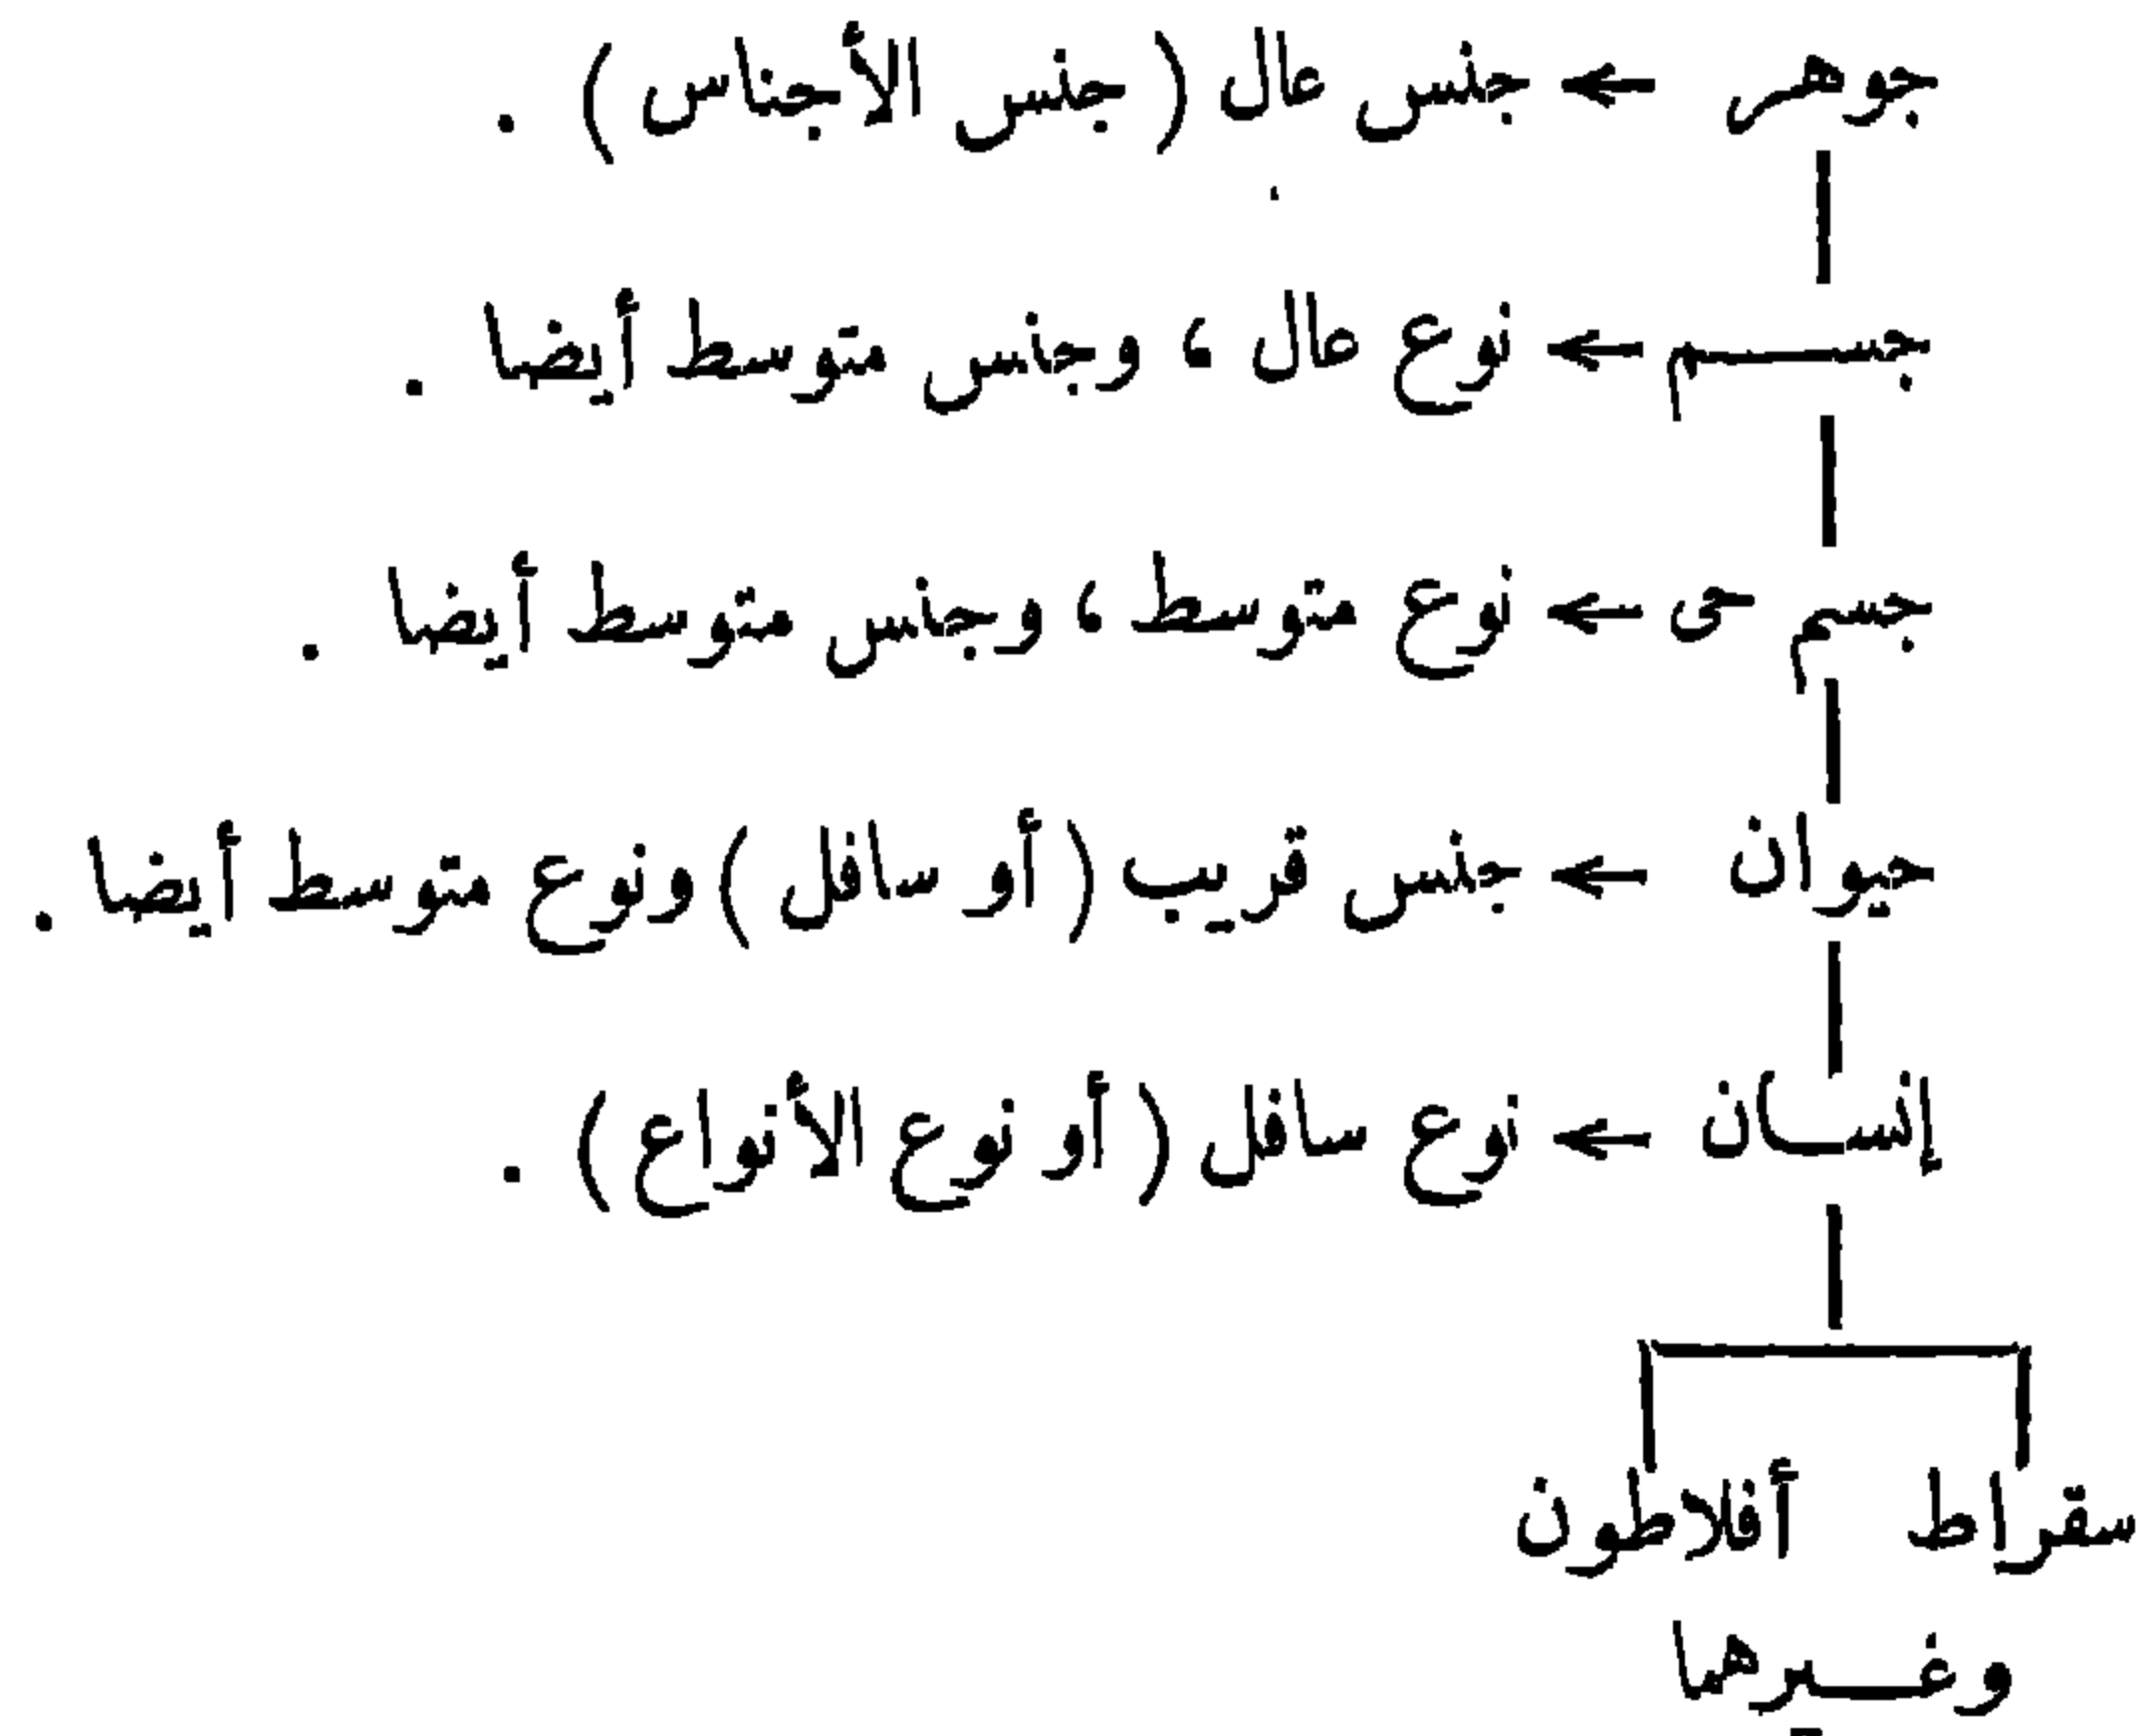 جوهر ← جنس عال ( جنس الأجناس ) .
جسم ← نوع عال ، وجنس متوسط أيضا .
جسم حى ← نوع متوسط ، وجنس متوسط أيضا .
حيوان ← جنس قريب ( أو سافل ) ونوع متوسط أيضا .
إنسان ← نوع سافل ( أو نوع الأنواع ) .
سقراط أفلاطون
وغيرها